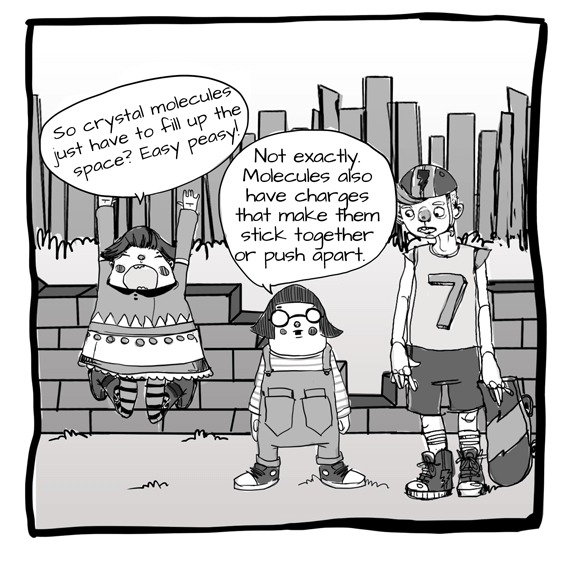 So crystal molecules
just have to fill up the
space? Easy peasy!
Not exactly.
Molecules also
have charges
that make them
stick together
or push apart.
7
7